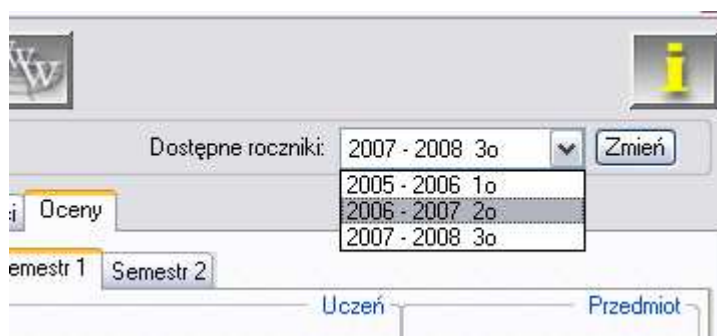 Dostępne roczniki: 2007 - 2008 3o Zmień
2005 - 2006 1o
2006 - 2007 2o
2007 - 2008 3o
Oceny
Semestr 2
Uczeń Przedmiot